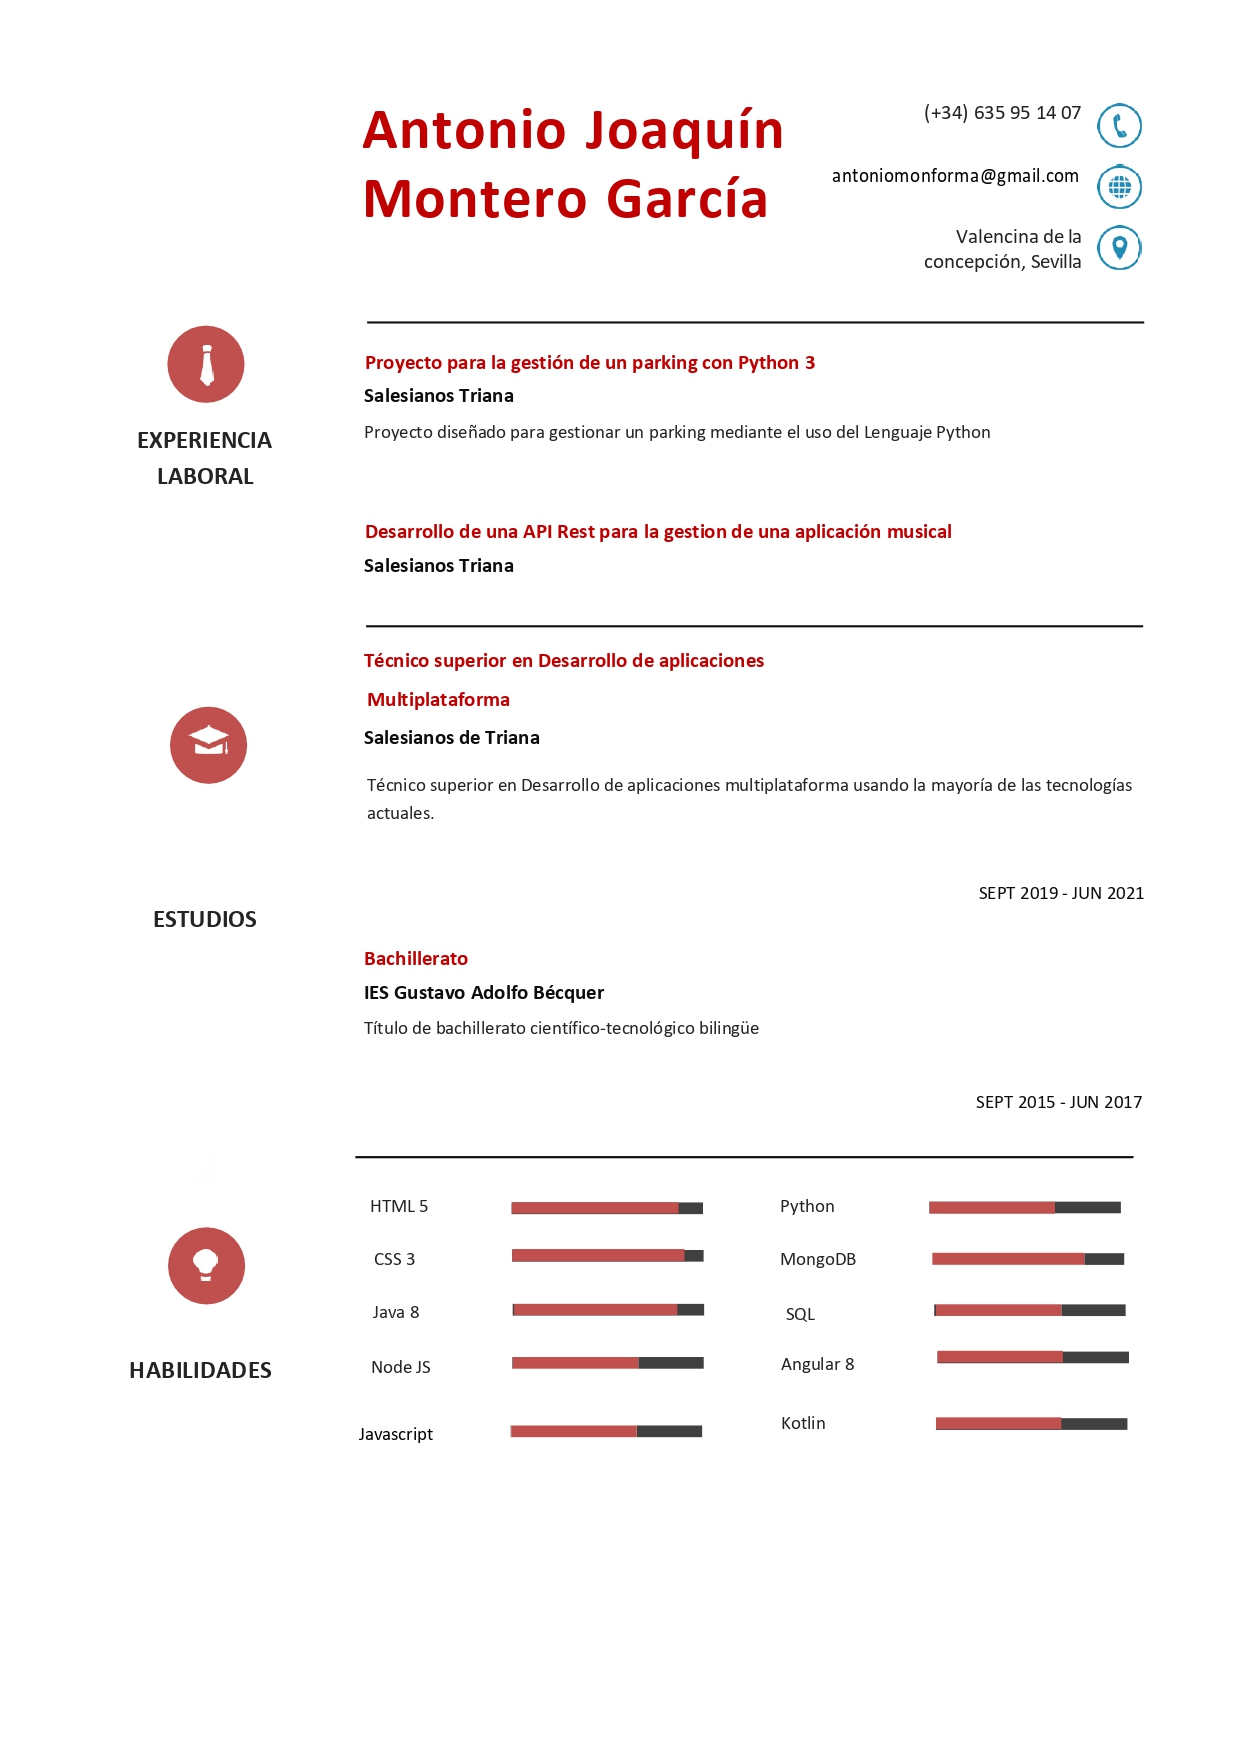 Antonio Joaquín
Montero García
(+34) 635 95 14 07
antoniomonforma@gmail.com
Valencina de la
concepción, Sevilla
EXPERIENCIA
LABORAL
Proyecto para la gestión de un parking con Python 3
Salesianos Triana
Proyecto diseñado para gestionar un parking mediante el uso del Lenguaje Python
Desarrollo de una API Rest para la gestion de una aplicación musical
Salesianos Triana
ESTUDIOS
Técnico superior en Desarrollo de aplicaciones
Multiplataforma
Salesianos de Triana
Técnico superior en Desarrollo de aplicaciones multiplataforma usando la mayoría de las tecnologías
actuales.
SEPT 2019 - JUN 2021
Bachillerato
IES Gustavo Adolfo Bécquer
Título de bachillerato científico-tecnológico bilingüe
SEPT 2015 - JUN 2017
HABILIDADES
HTML 5
CSS 3
Java 8
Node JS
Javascript
Python
MongoDB
SQL
Angular 8
Kotlin